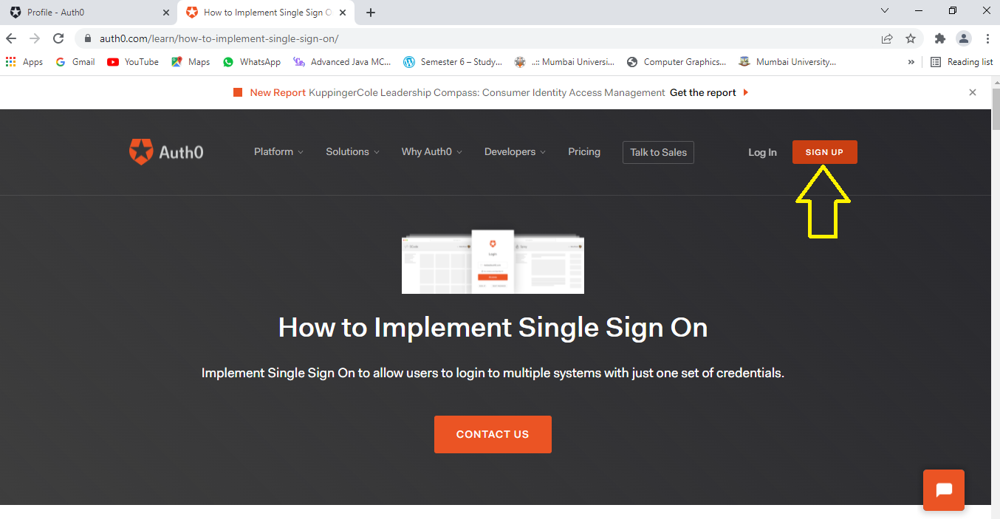 Profile - Auth0
How to Implement Single Sign O
auth0.com/learn/how-to-implement-single-sign-on/
Apps Gmail YouTube Maps WhatsApp Advanced Java MC... Semester 6 – Study... ..:: Mumbai Universi... Computer Graphics... Mumbai University... » Reading list
New Report KuppingerCole Leadership Compass: Consumer Identity Access Management Get the report
Auth0 Platform Solutions Why Auth0 Developers Pricing Talk to Sales Log In SIGN UP
Login
How to Implement Single Sign On
Implement Single Sign On to allow users to login to multiple systems with just one set of credentials.
CONTACT US